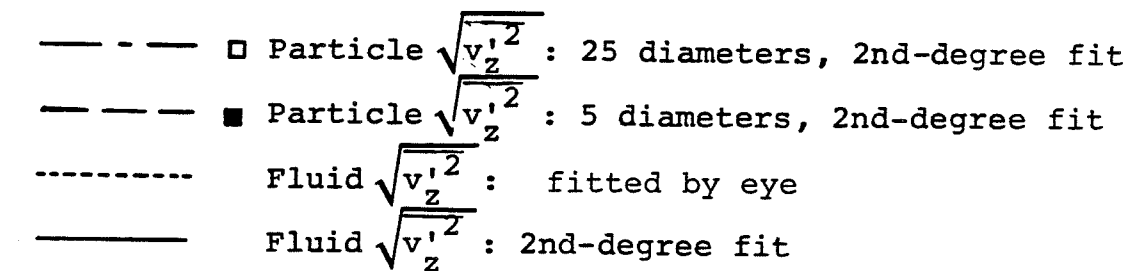 Particle √v'z² : 25 diameters, 2nd-degree fit
Particle √v'z² : 5 diameters, 2nd-degree fit
Fluid √v'z² : fitted by eye
Fluid √v'z² : 2nd-degree fit